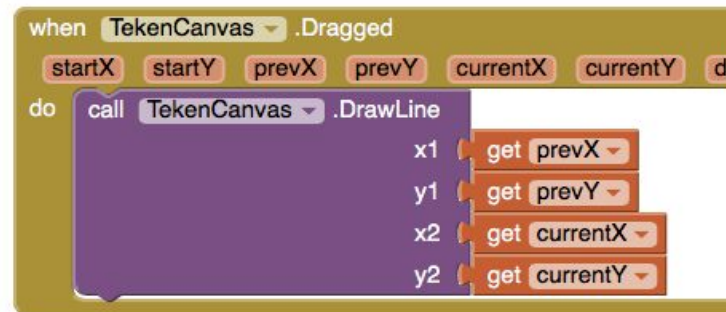 when TekenCanvas .Dragged
startX startY prevX prevY currentX currentY d
do call TekenCanvas .DrawLine
x1 get prevX
y1 get prevY
x2 get currentX
y2 get currentY